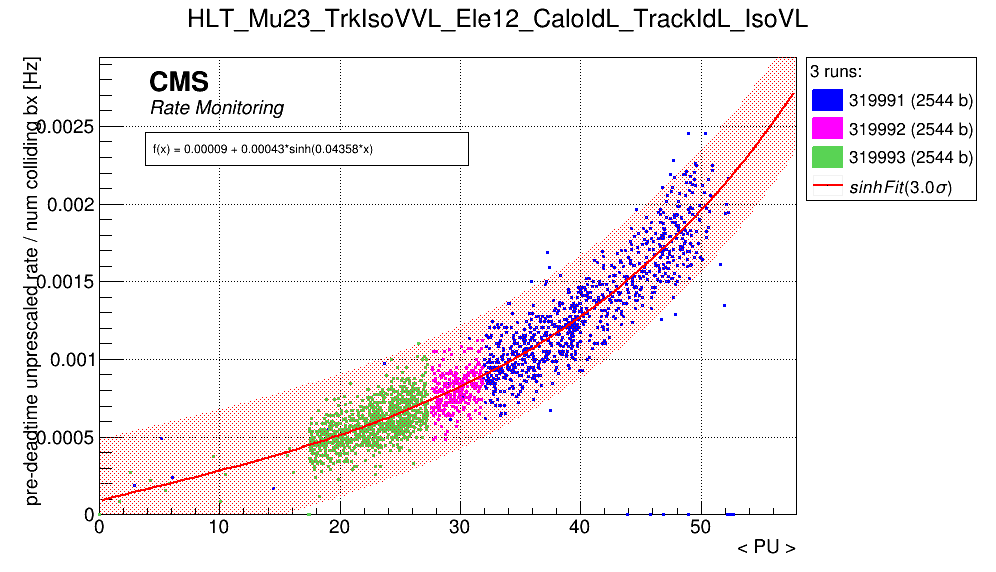 HLT_Mu23_TrkIsoVVL_Ele12_CaloIdL_TrackIdL_IsoVL
pre-deadtime unprescaled rate / num colliding bx [Hz]
CMS
Rate Monitoring
f(x) = 0.00009 + 0.00043*sinh(0.04358*x)
3 runs:
319991 (2544 b)
319992 (2544 b)
319993 (2544 b)
sinhFit(3.0σ)
0.0025
0.002
0.0015
0.001
0.0005
0
0 10 20 30 40 50
< PU >